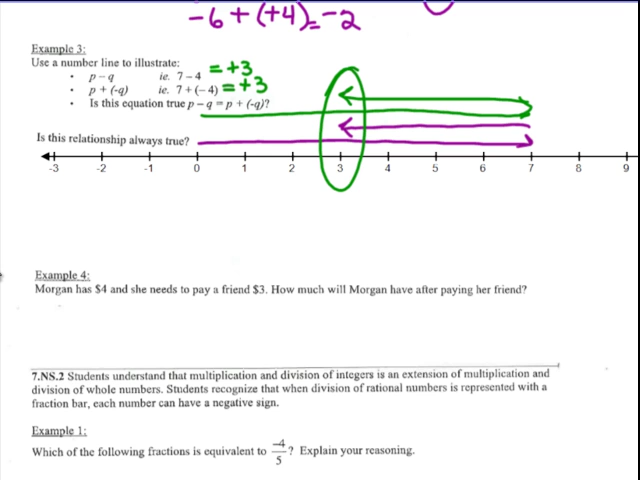 -6+(+4)=-2
Example 3:
Use a number line to illustrate:
• p – q ie. 7 – 4 =+3
• p + (-q) ie. 7 + (– 4) =+3
• Is this equation true p – q = p + (-q)?
Is this relationship always true?
-3 -2 -1 0 1 2 3 4 5 6 7 8 9
Example 4:
Morgan has $4 and she needs to pay a friend $3. How much will Morgan have after paying her friend?
7.NS.2 Students understand that multiplication and division of integers is an extension of multiplication and
division of whole numbers. Students recognize that when division of rational numbers is represented with a
fraction bar, each number can have a negative sign.
Example 1:
Which of the following fractions is equivalent to -4/5? Explain your reasoning.